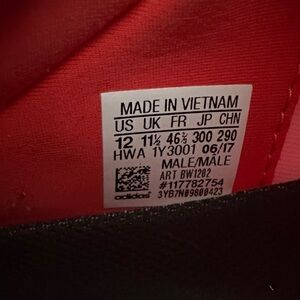 MADE IN VIETNAM
US UK FR JP CHN
12 11½ 46⅔ 300 290
HWA 1Y3001 06/17
MALE/MALE
ART BW1202
#117782754
adidas 3YB7N09800423